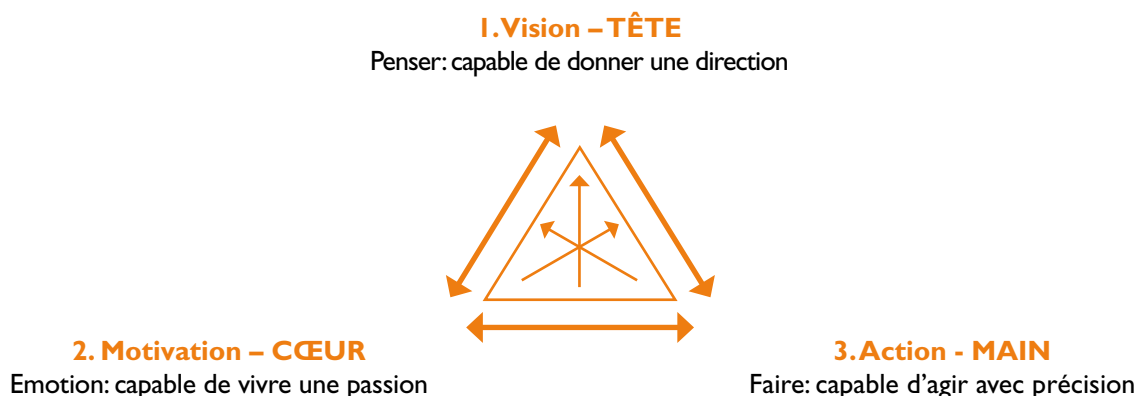 1. Vision – TÊTE
Penser: capable de donner une direction
2. Motivation – CŒUR
Emotion: capable de vivre une passion
3. Action - MAIN
Faire: capable d’agir avec précision